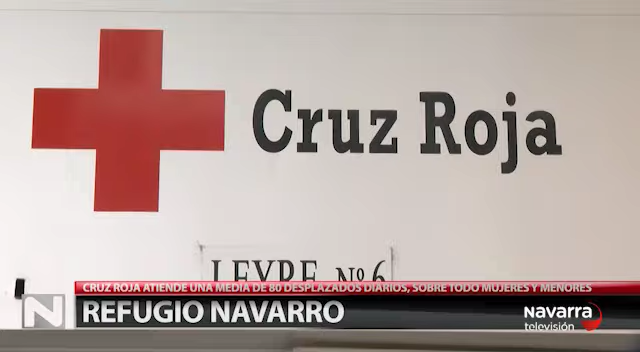 Cruz Roja
LEYRE Nº 6
CRUZ ROJA ATIENDE UNA MEDIA DE 80 DESPLAZADOS DIARIOS, SOBRE TODO MUJERES Y MENORES
N REFUGIO NAVARRO
navarra
televisión